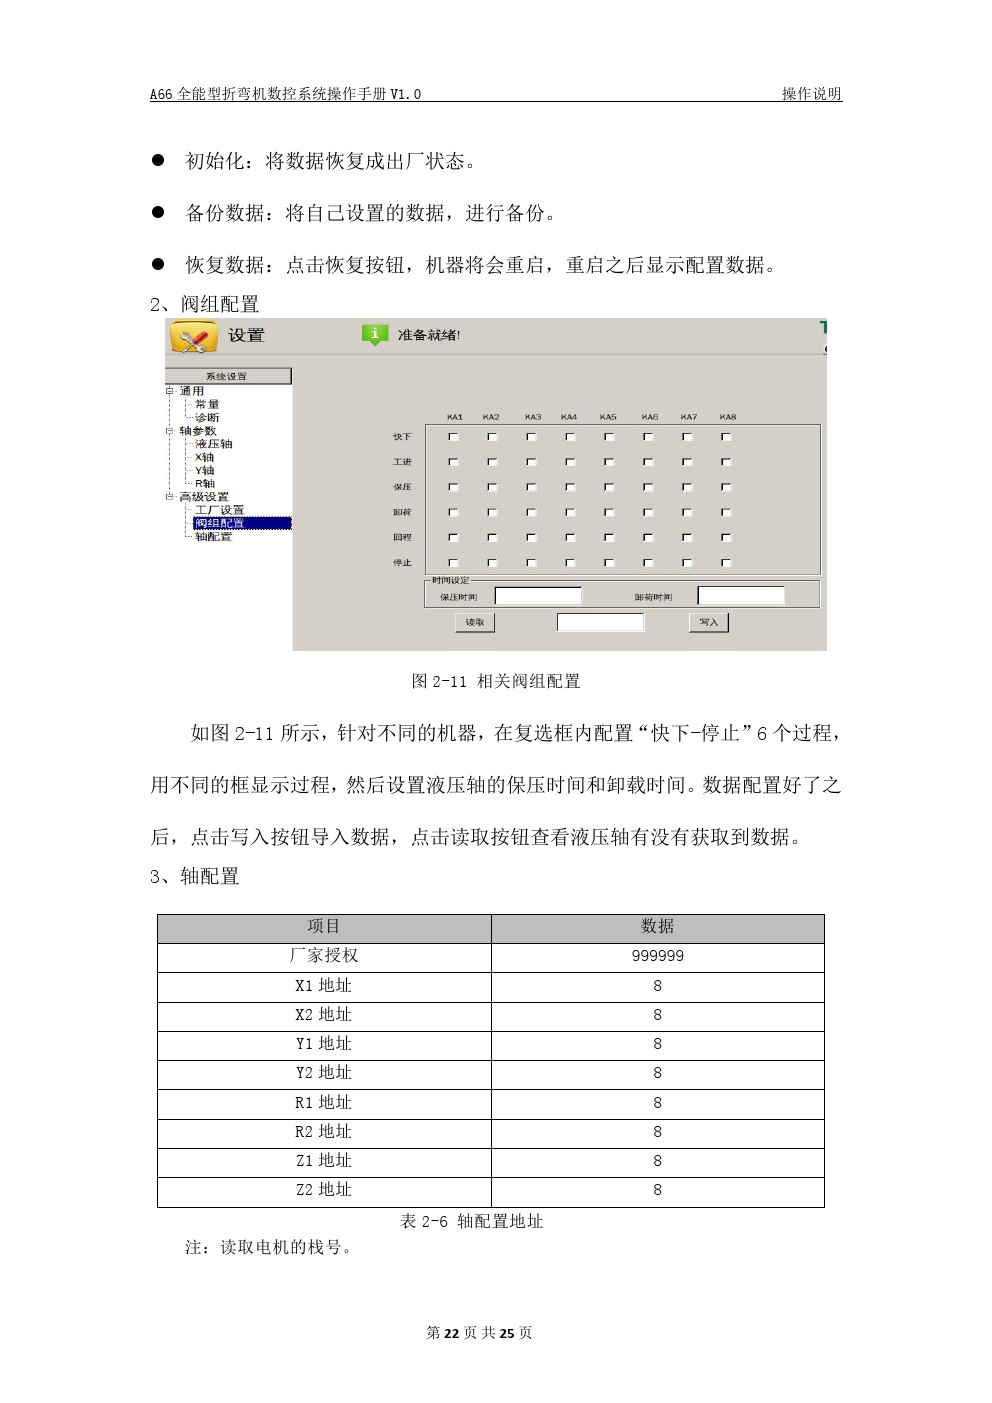 A66 全能型折弯机数控系统操作手册 V1.0 操作说明
● 初始化：将数据恢复成出厂状态。
● 备份数据：将自己设置的数据，进行备份。
● 恢复数据：点击恢复按钮，机器将会重启，重启之后显示配置数据。
2、阀组配置
设置 准备就绪!
系统设置
通用
常量
诊断
轴参数
液压轴
X轴
Y轴
R轴
高级设置
工厂设置
阀组配置
轴配置
KA1 KA2 KA3 KA4 KA5 KA6 KA7 KA8
快下
工进
保压
卸荷
回程
停止
时间设定
保压时间 卸荷时间
读取 写入
图 2-11 相关阀组配置
如图 2-11 所示，针对不同的机器，在复选框内配置“快下-停止”6 个过程，
用不同的框显示过程，然后设置液压轴的保压时间和卸载时间。数据配置好了之
后，点击写入按钮导入数据，点击读取按钮查看液压轴有没有获取到数据。
3、轴配置
项目 数据
厂家授权 999999
X1 地址 8
X2 地址 8
Y1 地址 8
Y2 地址 8
R1 地址 8
R2 地址 8
Z1 地址 8
Z2 地址 8
表 2-6 轴配置地址
注：读取电机的栈号。
第 22 页 共 25 页